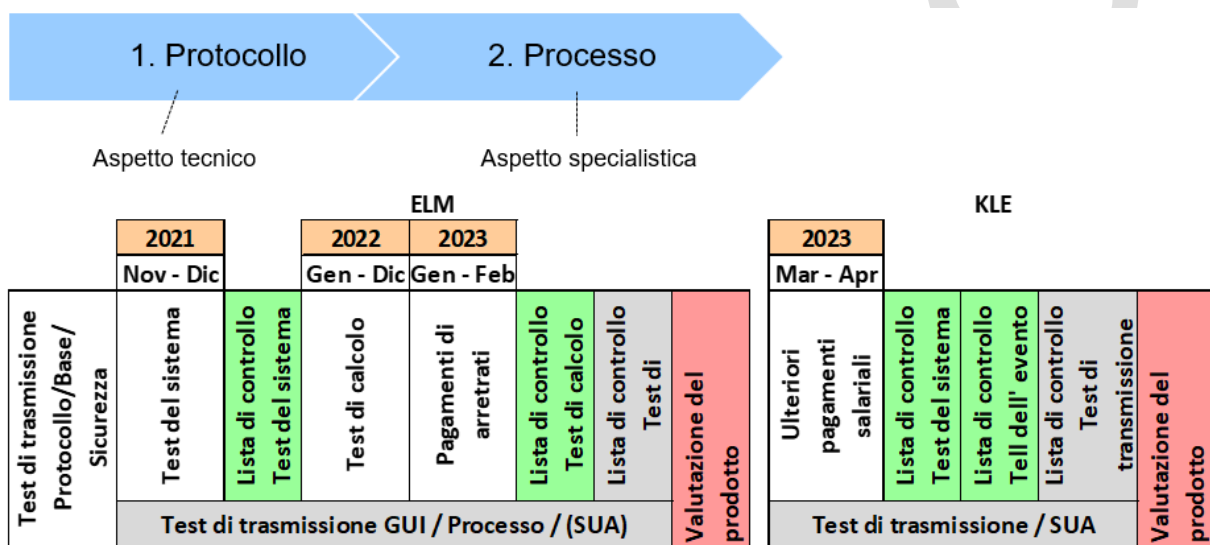 1. Protocollo
2. Processo
Aspetto tecnico
Aspetto specialistica
ELM
KLE
2021
2022
2023
2023
Nov - Dic
Gen - Dic
Gen - Feb
Mar - Apr
Test di trasmissione
Protocollo/Base/
Sicurezza
Test del sistema
Lista di controllo
Test del sistema
Test di calcolo
Pagamenti di
arretrati
Lista di controllo
Test di calcolo
Lista di controllo
Test di
Valutazione del
prodotto
Ulteriori
pagamenti
salariali
Lista di controllo
Test del sistema
Lista di controllo
Tell dell' evento
Lista di controllo
Test di
transmissione
Valutazione del
prodotto
Test di trasmissione GUI / Processo / (SUA)
Test di trasmissione / SUA